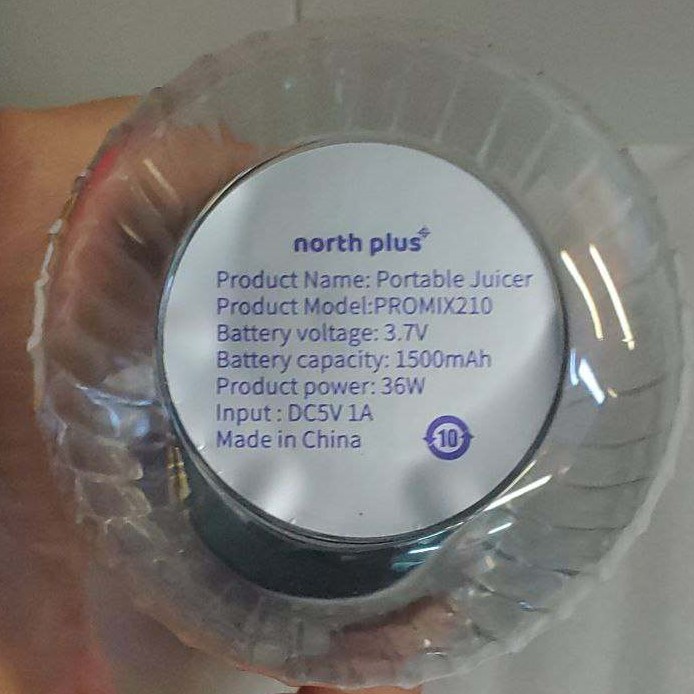 north plus+
Product Name: Portable Juicer
Product Model:PROMIX210
Battery voltage: 3.7V
Battery capacity: 1500mAh
Product power: 36W
Input : DC5V 1A
Made in China
10